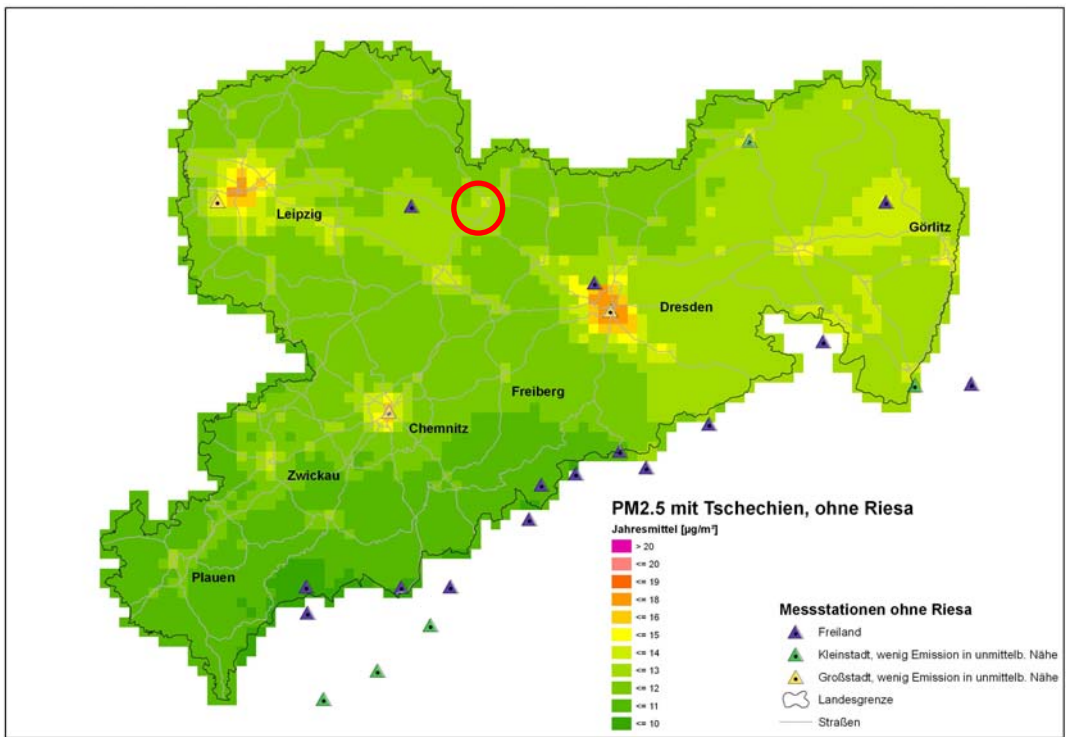 Leipzig
Görlitz
Dresden
Freiberg
Chemnitz
Zwickau
Plauen
PM2.5 mit Tschechien, ohne Riesa
Jahresmittel [µg/m³]
> 20
<= 20
<= 19
<= 18
<= 16
<= 15
<= 14
<= 13
<= 12
<= 11
<= 10
Messstationen ohne Riesa
Freiland
Kleinstadt, wenig Emission in unmittelb. Nähe
Großstadt, wenig Emission in unmittelb. Nähe
Landesgrenze
Straßen